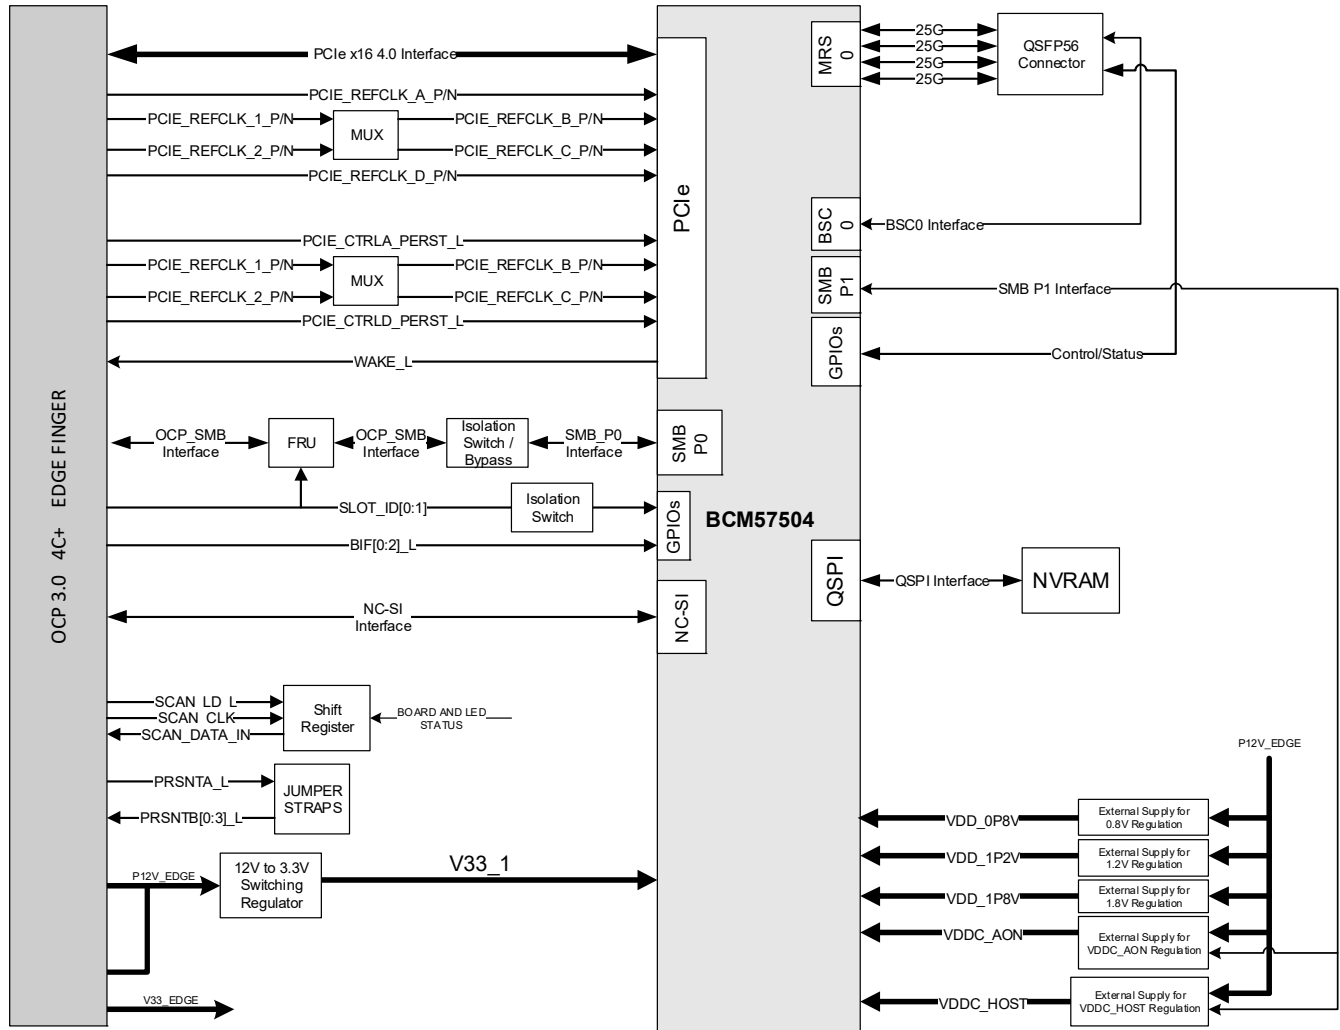 OCP 3.0 4C+ EDGE FINGER
PCIe x16 4.0 Interface
PCIE_REFCLK_A_P/N
PCIE_REFCLK_1_P/N
MUX
PCIE_REFCLK_B_P/N
PCIE_REFCLK_2_P/N
PCIE_REFCLK_C_P/N
PCIE_REFCLK_D_P/N
PCIE_CTRLA_PERST_L
PCIE_REFCLK_1_P/N
MUX
PCIE_REFCLK_B_P/N
PCIE_REFCLK_2_P/N
PCIE_REFCLK_C_P/N
PCIE_CTRLD_PERST_L
WAKE_L
PCIe
OCP_SMB
Interface
FRU
OCP_SMB
Interface
Isolation
Switch /
Bypass
SMB_P0
Interface
SMB
P0
SLOT_ID[0:1]
Isolation
Switch
BIF[0:2]_L
GPIOs
NC-SI
Interface
NC-SI
SCAN_LD_L
SCAN_CLK
SCAN_DATA_IN
Shift
Register
BOARD AND LED
STATUS
PRSNTA_L
PRSNTB[0:3]_L
JUMPER
STRAPS
P12V_EDGE
12V to 3.3V
Switching
Regulator
V33_1
V33_EDGE
BCM57504
MRS
0
25G
25G
25G
25G
QSFP56
Connector
BSC
0
BSC0 Interface
SMB
P1
SMB P1 Interface
GPIOs
Control/Status
QSPI
QSPI Interface
NVRAM
P12V_EDGE
VDD_0P8V
External Supply for
0.8V Regulation
VDD_1P2V
External Supply for
1.2V Regulation
VDD_1P8V
External Supply for
1.8V Regulation
VDDC_AON
External Supply for
VDDC_AON Regulation
VDDC_HOST
External Supply for
VDDC_HOST Regulation